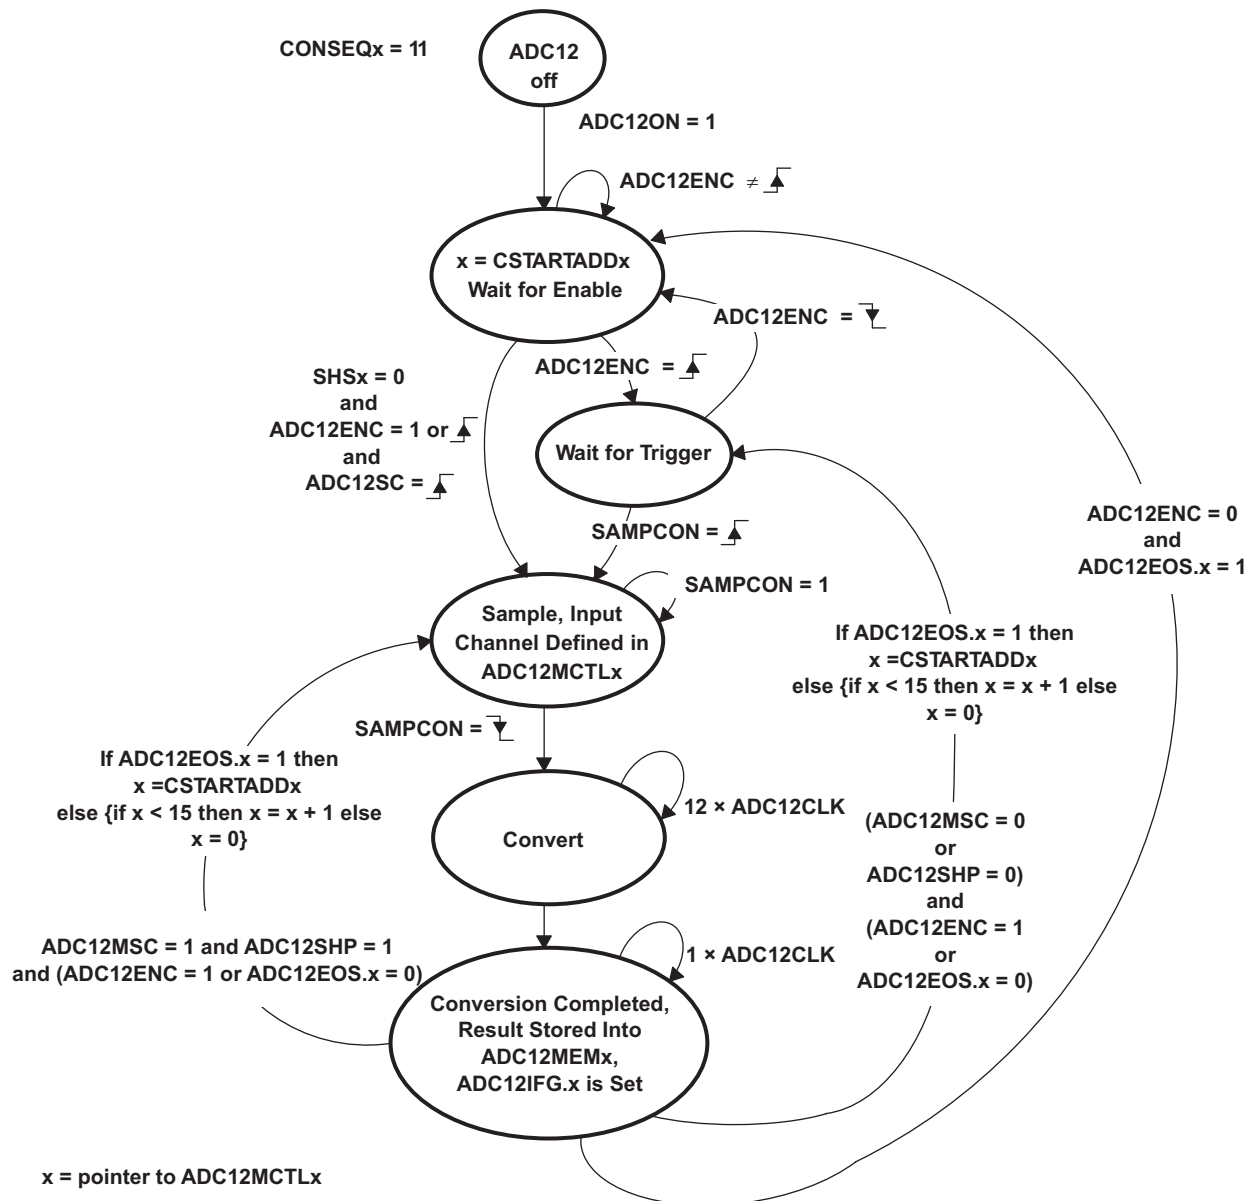 CONSEQx = 11
ADC12
off
ADC12ON = 1
ADC12ENC ≠
x = CSTARTADDx
Wait for Enable
ADC12ENC =
ADC12ENC =
SHSx = 0
and
ADC12ENC = 1 or
and
ADC12SC =
Wait for Trigger
SAMPCON =
ADC12ENC = 0
and
ADC12EOS.x = 1
SAMPCON = 1
Sample, Input
Channel Defined in
ADC12MCTLx
If ADC12EOS.x = 1 then
x =CSTARTADDx
else {if x < 15 then x = x + 1 else
x = 0}
SAMPCON =
If ADC12EOS.x = 1 then
x =CSTARTADDx
else {if x < 15 then x = x + 1 else
x = 0}
12 × ADC12CLK
Convert
(ADC12MSC = 0
or
ADC12SHP = 0)
and
(ADC12ENC = 1
or
ADC12EOS.x = 0)
ADC12MSC = 1 and ADC12SHP = 1
and (ADC12ENC = 1 or ADC12EOS.x = 0)
1 × ADC12CLK
Conversion Completed,
Result Stored Into
ADC12MEMx,
ADC12IFG.x is Set
x = pointer to ADC12MCTLx